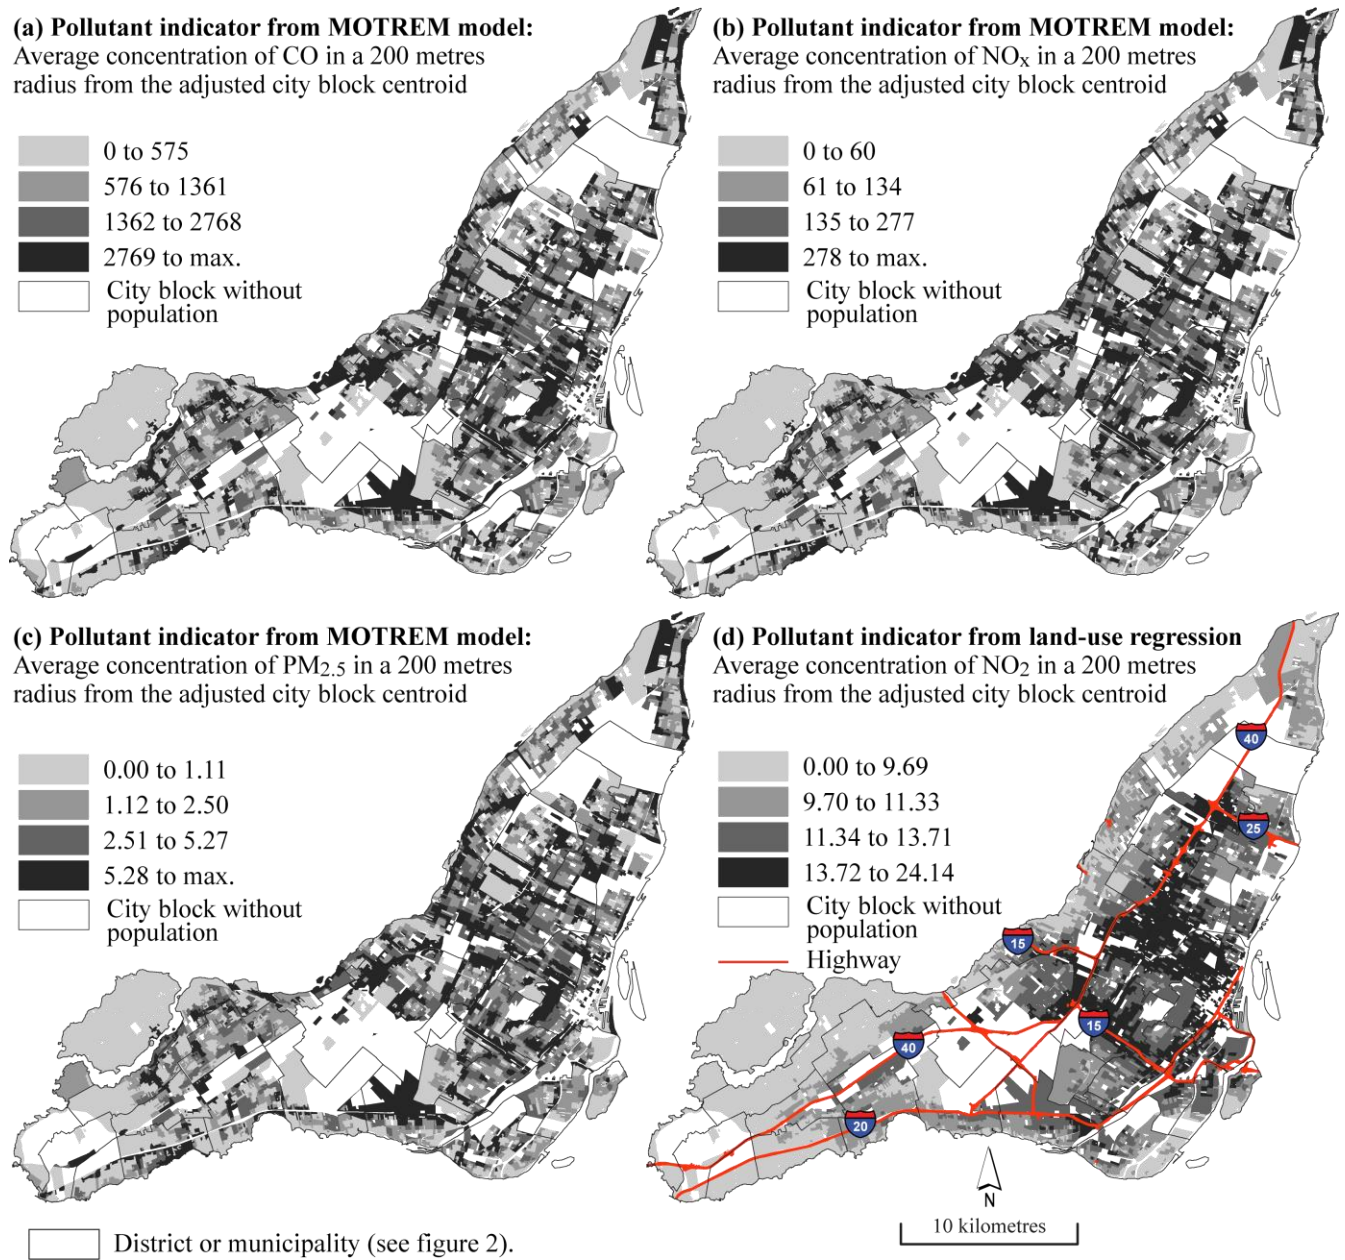 (a) Pollutant indicator from MOTREM model:
Average concentration of CO in a 200 metres
radius from the adjusted city block centroid
0 to 575
576 to 1361
1362 to 2768
2769 to max.
City block without
population
(b) Pollutant indicator from MOTREM model:
Average concentration of NOx in a 200 metres
radius from the adjusted city block centroid
0 to 60
61 to 134
135 to 277
278 to max.
City block without
population
(c) Pollutant indicator from MOTREM model:
Average concentration of PM2.5 in a 200 metres
radius from the adjusted city block centroid
0.00 to 1.11
1.12 to 2.50
2.51 to 5.27
5.28 to max.
City block without
population
(d) Pollutant indicator from land-use regression
Average concentration of NO2 in a 200 metres
radius from the adjusted city block centroid
0.00 to 9.69
9.70 to 11.33
11.34 to 13.71
13.72 to 24.14
City block without
population
Highway
40
25
15
15
40
20
N
10 kilometres
District or municipality (see figure 2).